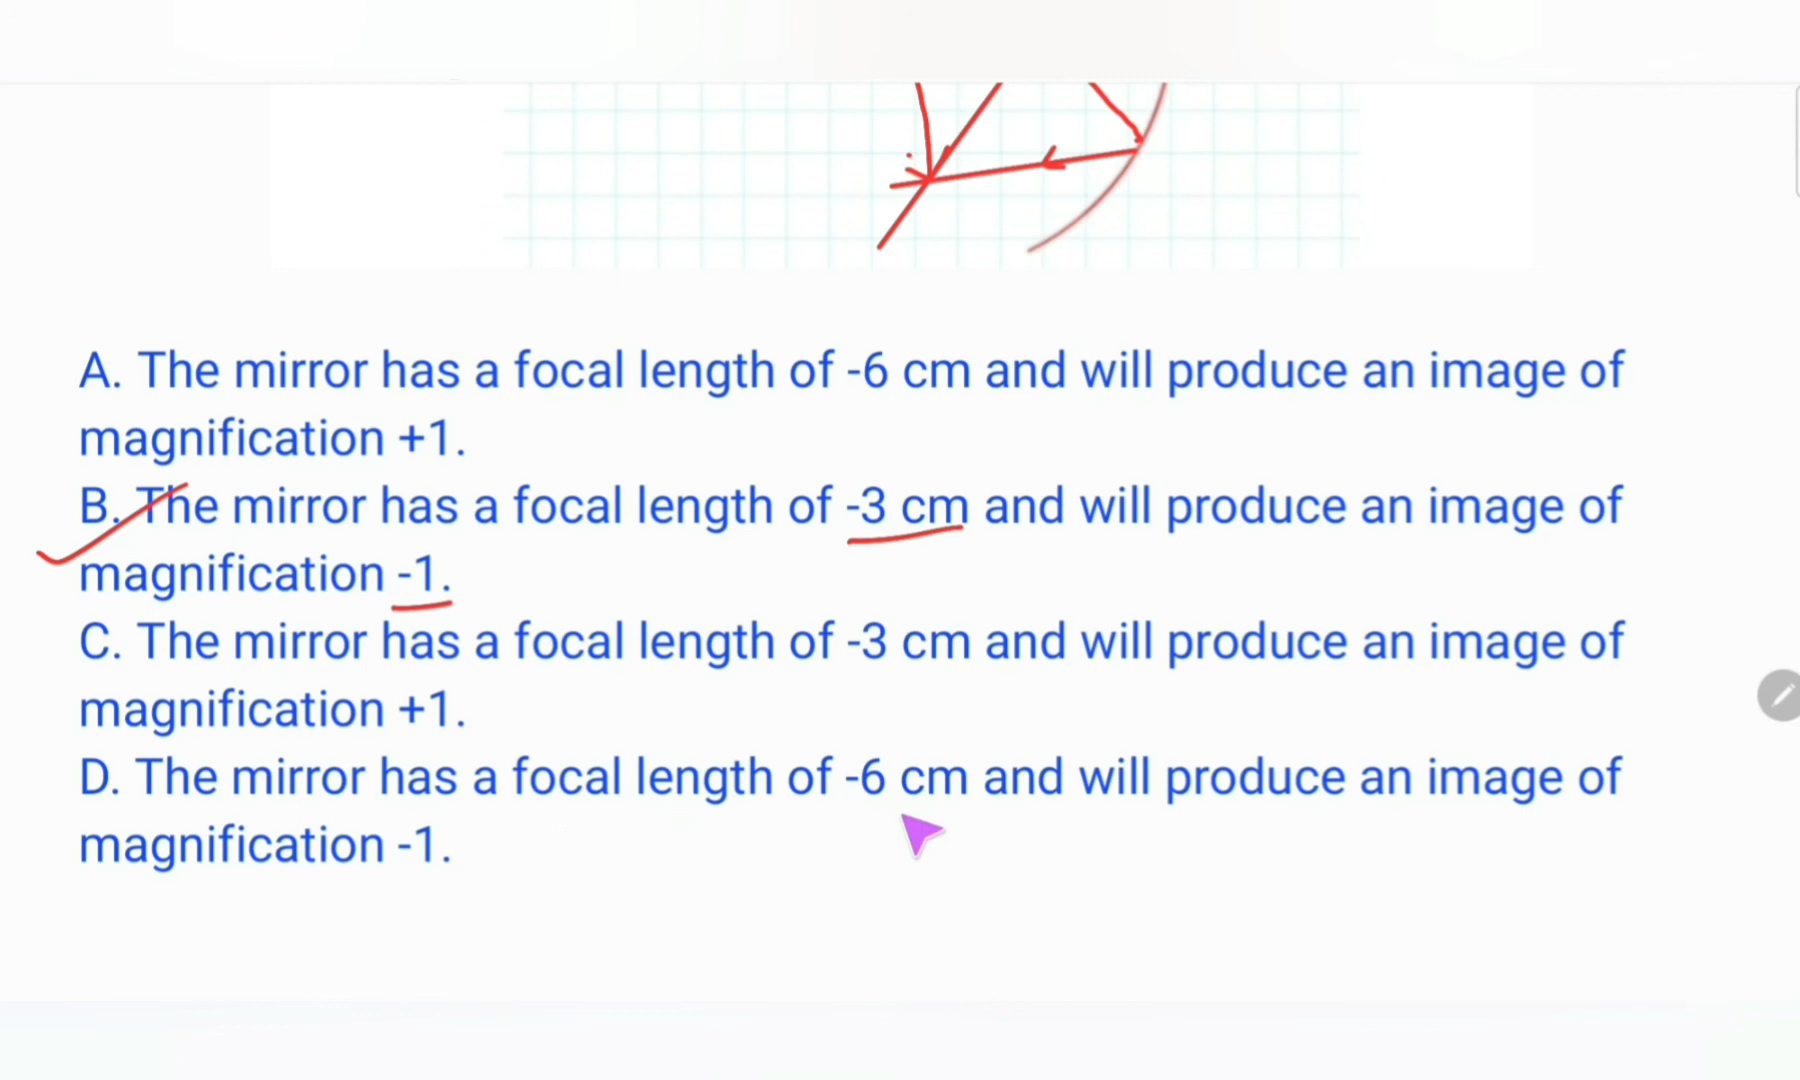 A. The mirror has a focal length of -6 cm and will produce an image of
magnification +1.
B. The mirror has a focal length of -3 cm and will produce an image of
magnification -1.
C. The mirror has a focal length of -3 cm and will produce an image of
magnification +1.
D. The mirror has a focal length of -6 cm and will produce an image of
magnification -1.